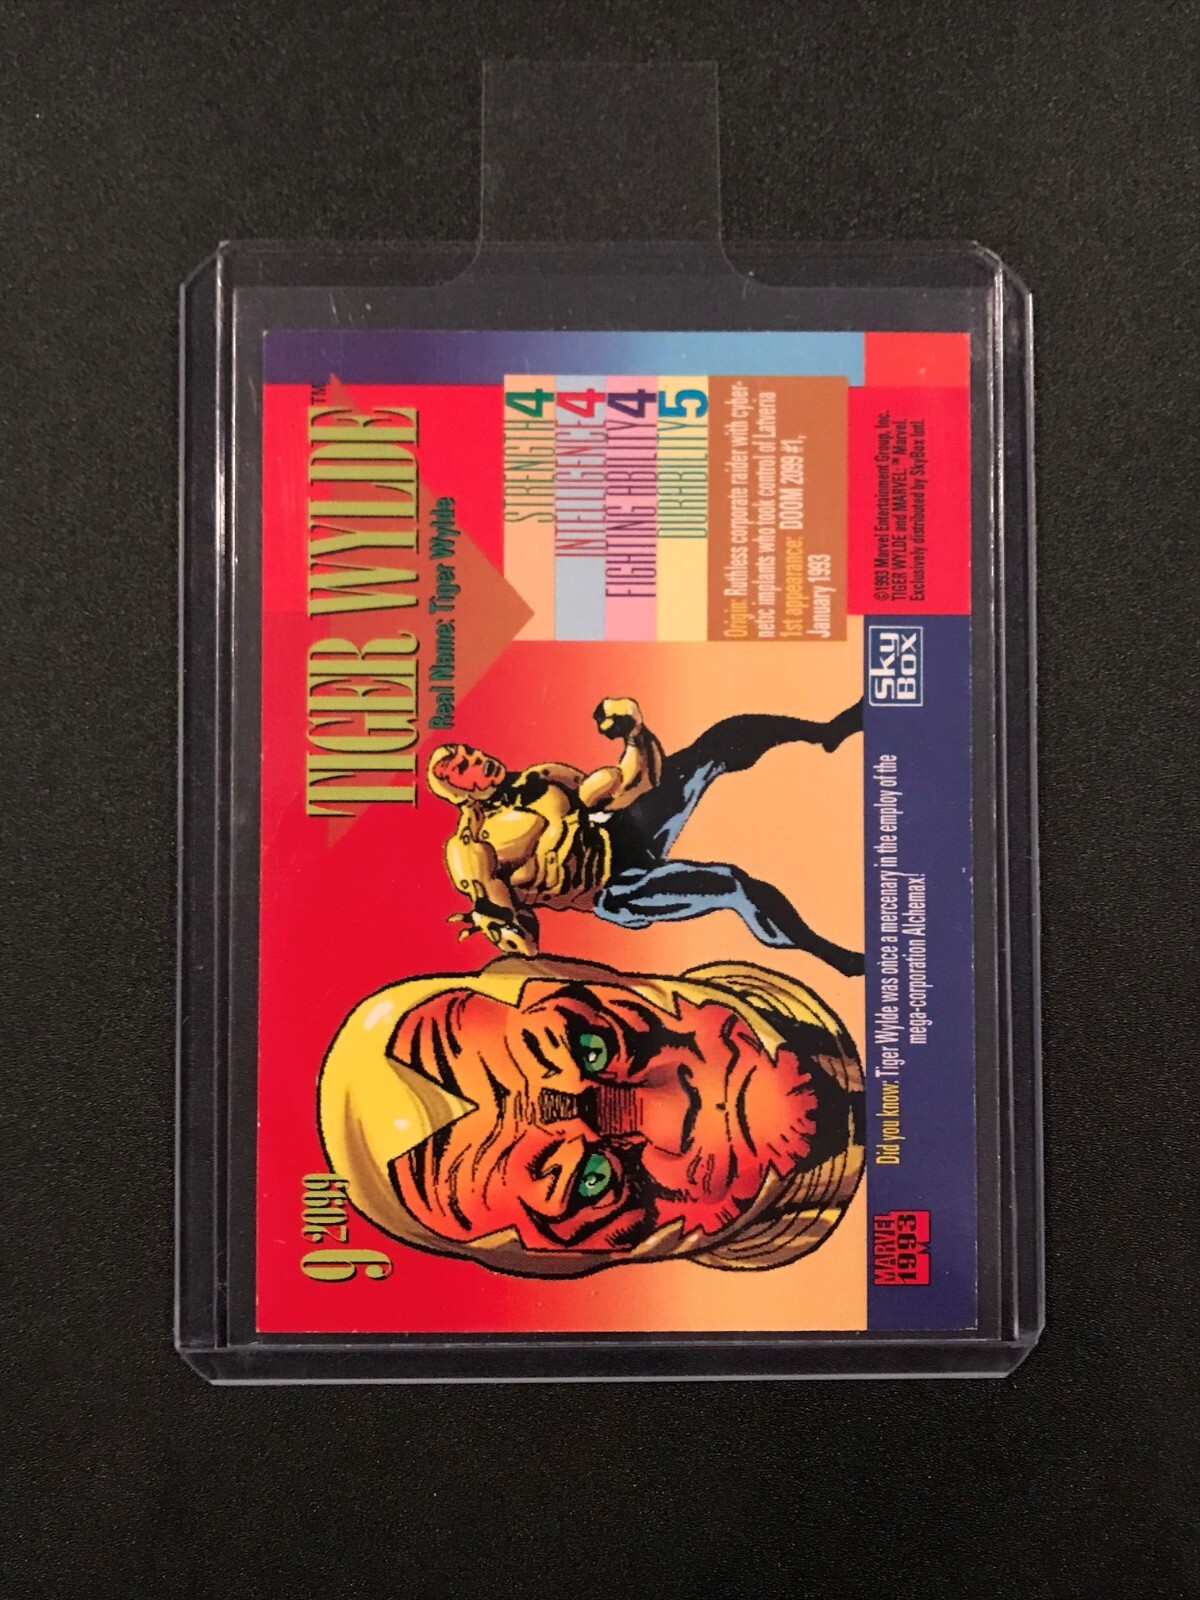 9 2099
TIGER WYLDE™
Real Name: Tiger Wylde
STRENGTH 4
INTELLIGENCE 4
FIGHTING ABILITY 4
DURABILITY 5
Origin: Ruthless corporate raider with cyber-
netic implants who took control of Latveria
1st appearance: DOOM 2099 #1,
January 1993
MARVEL
1993
Did you know: Tiger Wylde was once a mercenary in the employ of the
mega-corporation Alchemax!
Sky
Box
©1993 Marvel Entertainment Group, Inc.
TIGER WYLDE and MARVEL: ™ Marvel.
Exclusively distributed by SkyBox Intl.